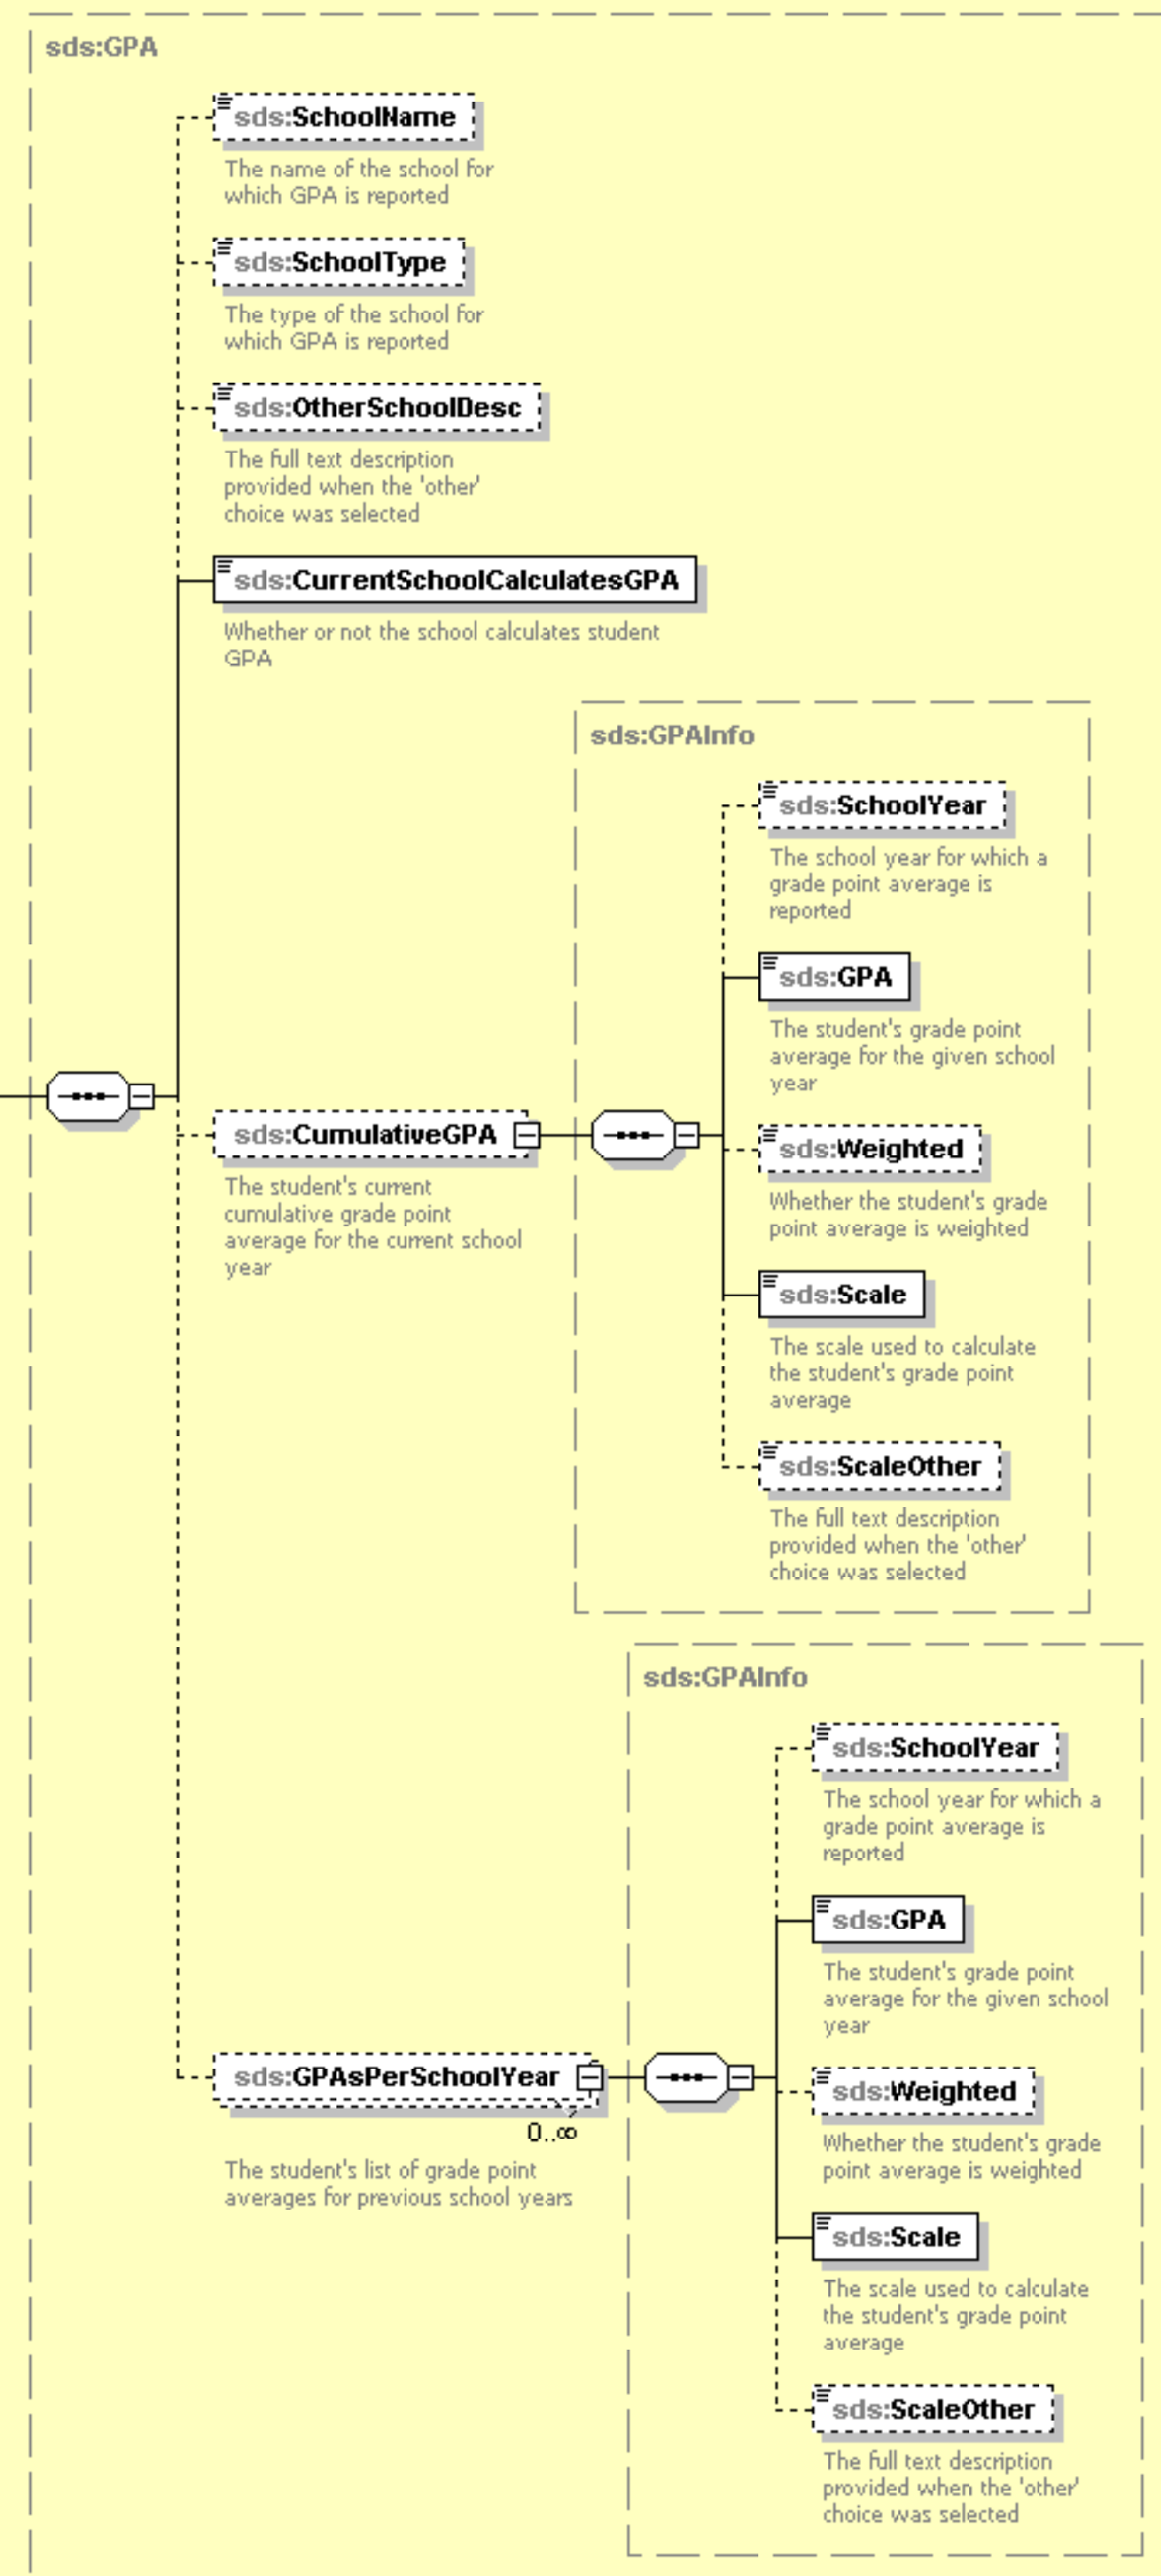 sds:GPA
sds:SchoolName
The name of the school for
which GPA is reported
sds:SchoolType
The type of the school for
which GPA is reported
sds:OtherSchoolDesc
The full text description
provided when the 'other'
choice was selected
sds:CurrentSchoolCalculatesGPA
Whether or not the school calculates student
GPA
sds:CumulativeGPA
The student's current
cumulative grade point
average for the current school
year
sds:GPAInfo
sds:SchoolYear
The school year for which a
grade point average is
reported
sds:GPA
The student's grade point
average for the given school
year
sds:Weighted
Whether the student's grade
point average is weighted
sds:Scale
The scale used to calculate
the student's grade point
average
sds:ScaleOther
The full text description
provided when the 'other'
choice was selected
sds:GPAsPerSchoolYear
0..∞
The student's list of grade point
averages for previous school years
sds:GPAInfo
sds:SchoolYear
The school year for which a
grade point average is
reported
sds:GPA
The student's grade point
average for the given school
year
sds:Weighted
Whether the student's grade
point average is weighted
sds:Scale
The scale used to calculate
the student's grade point
average
sds:ScaleOther
The full text description
provided when the 'other'
choice was selected